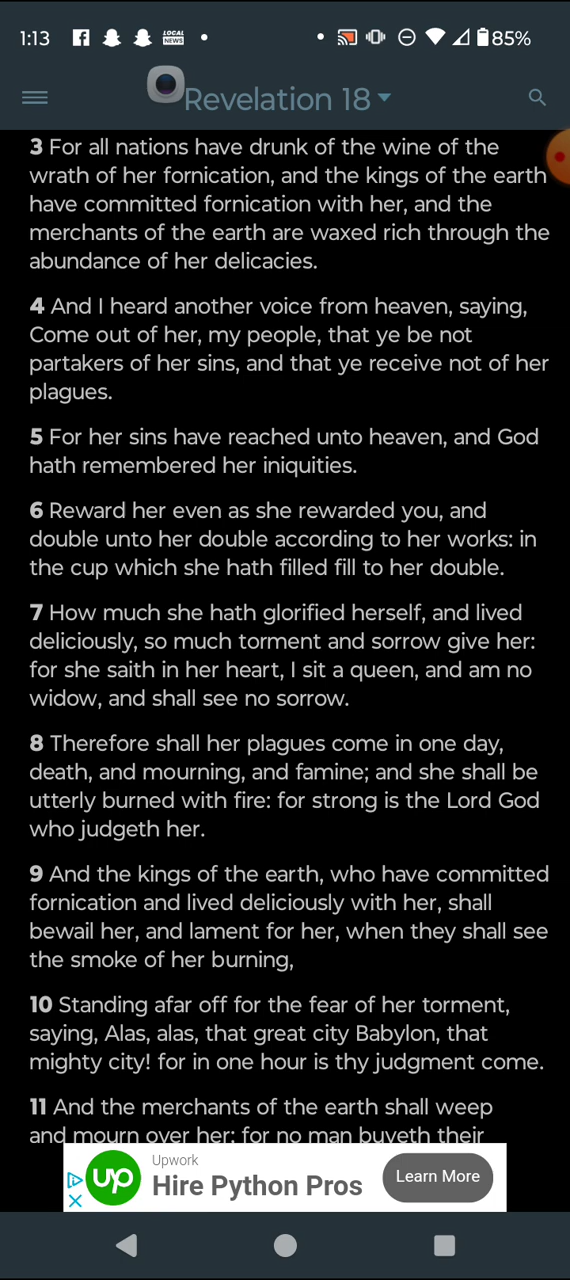 1:13 LOCAL NEWS 85%
Revelation 18
3 For all nations have drunk of the wine of the
wrath of her fornication, and the kings of the earth
have committed fornication with her, and the
merchants of the earth are waxed rich through the
abundance of her delicacies.
4 And I heard another voice from heaven, saying,
Come out of her, my people, that ye be not
partakers of her sins, and that ye receive not of her
plagues.
5 For her sins have reached unto heaven, and God
hath remembered her iniquities.
6 Reward her even as she rewarded you, and
double unto her double according to her works: in
the cup which she hath filled fill to her double.
7 How much she hath glorified herself, and lived
deliciously, so much torment and sorrow give her:
for she saith in her heart, I sit a queen, and am no
widow, and shall see no sorrow.
8 Therefore shall her plagues come in one day,
death, and mourning, and famine; and she shall be
utterly burned with fire: for strong is the Lord God
who judgeth her.
9 And the kings of the earth, who have committed
fornication and lived deliciously with her, shall
bewail her, and lament for her, when they shall see
the smoke of her burning,
10 Standing afar off for the fear of her torment,
saying, Alas, alas, that great city Babylon, that
mighty city! for in one hour is thy judgment come.
11 And the merchants of the earth shall weep
and mourn over her; for no man buyeth their
up
Upwork
Hire Python Pros
Learn More